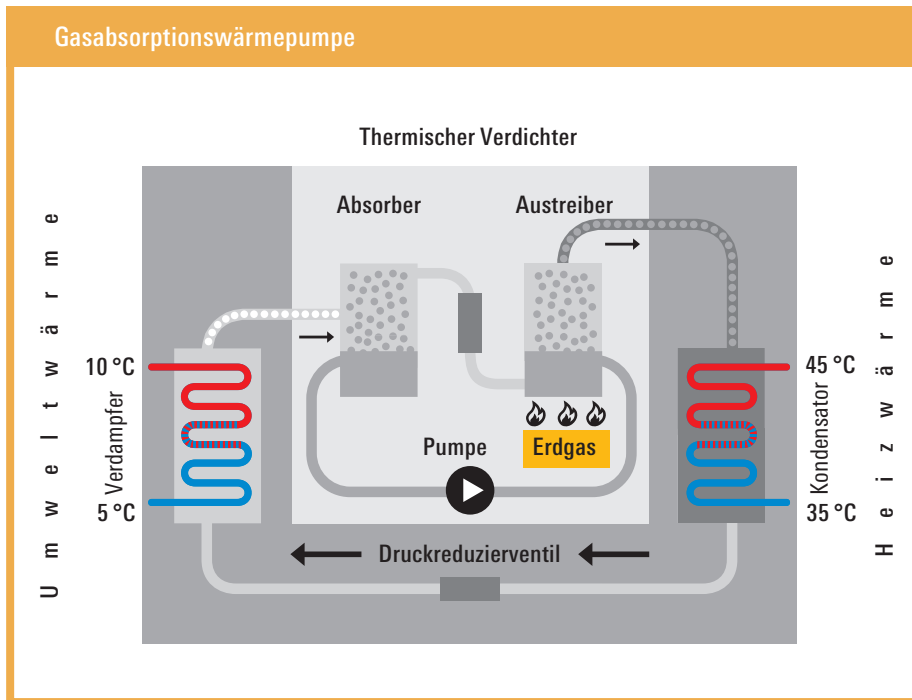 Gasabsorptionswärmepumpe
Thermischer Verdichter
Absorber
Austreiber
Umweltwärme
10 °C
Verdampfer
5 °C
Pumpe
Erdgas
45 °C
Kondensator
35 °C
Heizwärme
Druckreduzierventil